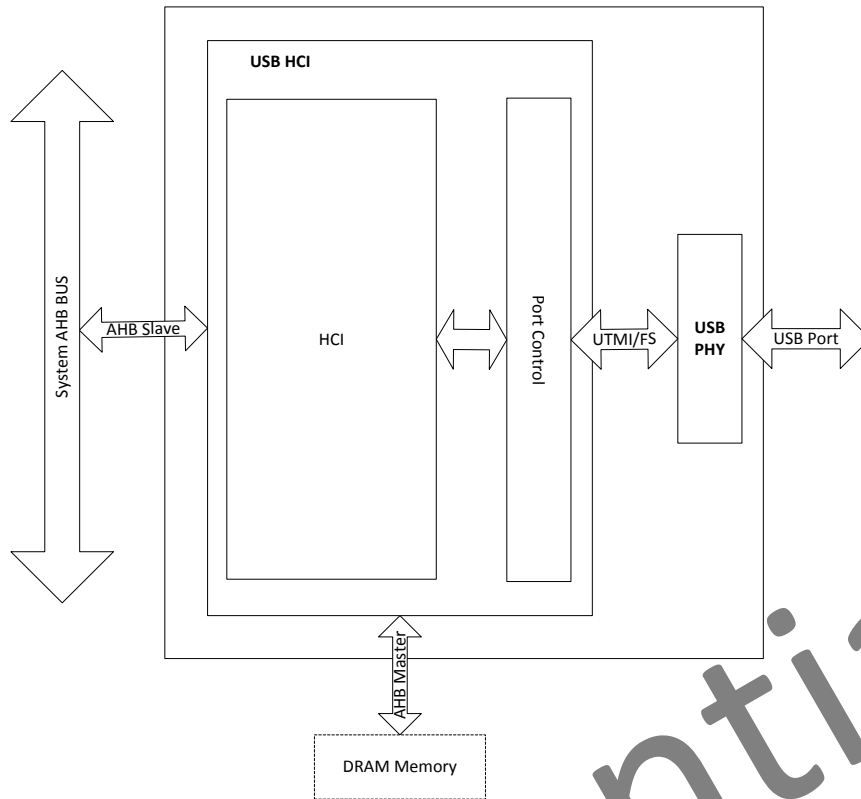 USB HCI
System AHB BUS
AHB Slave
HCI
Port Control
UTMI/FS
USB
PHY
USB Port
AHB Master
DRAM Memory
ntia